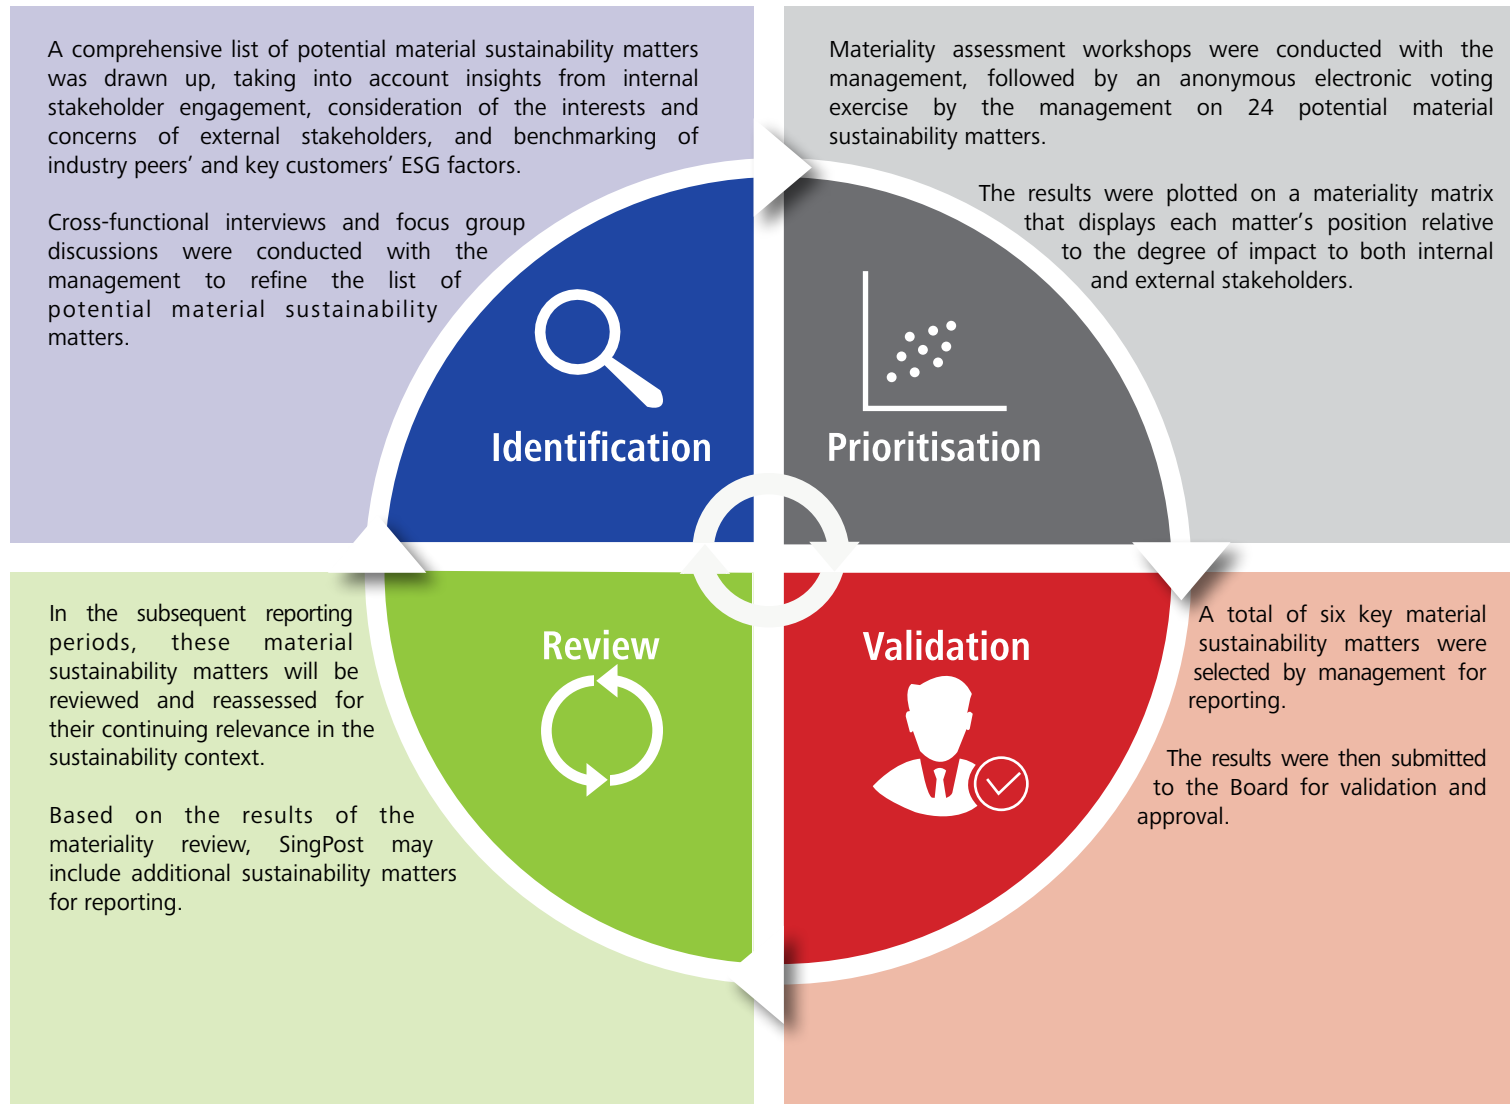 A comprehensive list of potential material sustainability matters
was drawn up, taking into account insights from internal
stakeholder engagement, consideration of the interests and
concerns of external stakeholders, and benchmarking of
industry peers’ and key customers’ ESG factors.
Cross-functional interviews and focus group
discussions were conducted with the
management to refine the list of
potential material sustainability
matters.
Identification
Materiality assessment workshops were conducted with the
management, followed by an anonymous electronic voting
exercise by the management on 24 potential material
sustainability matters.
The results were plotted on a materiality matrix
that displays each matter’s position relative
to the degree of impact to both internal
and external stakeholders.
Prioritisation
In the subsequent reporting
periods, these material
sustainability matters will be
reviewed and reassessed for
their continuing relevance in the
sustainability context.
Based on the results of the
materiality review, SingPost may
include additional sustainability matters
for reporting.
Review
Validation
A total of six key material
sustainability matters were
selected by management for
reporting.
The results were then submitted
to the Board for validation and
approval.